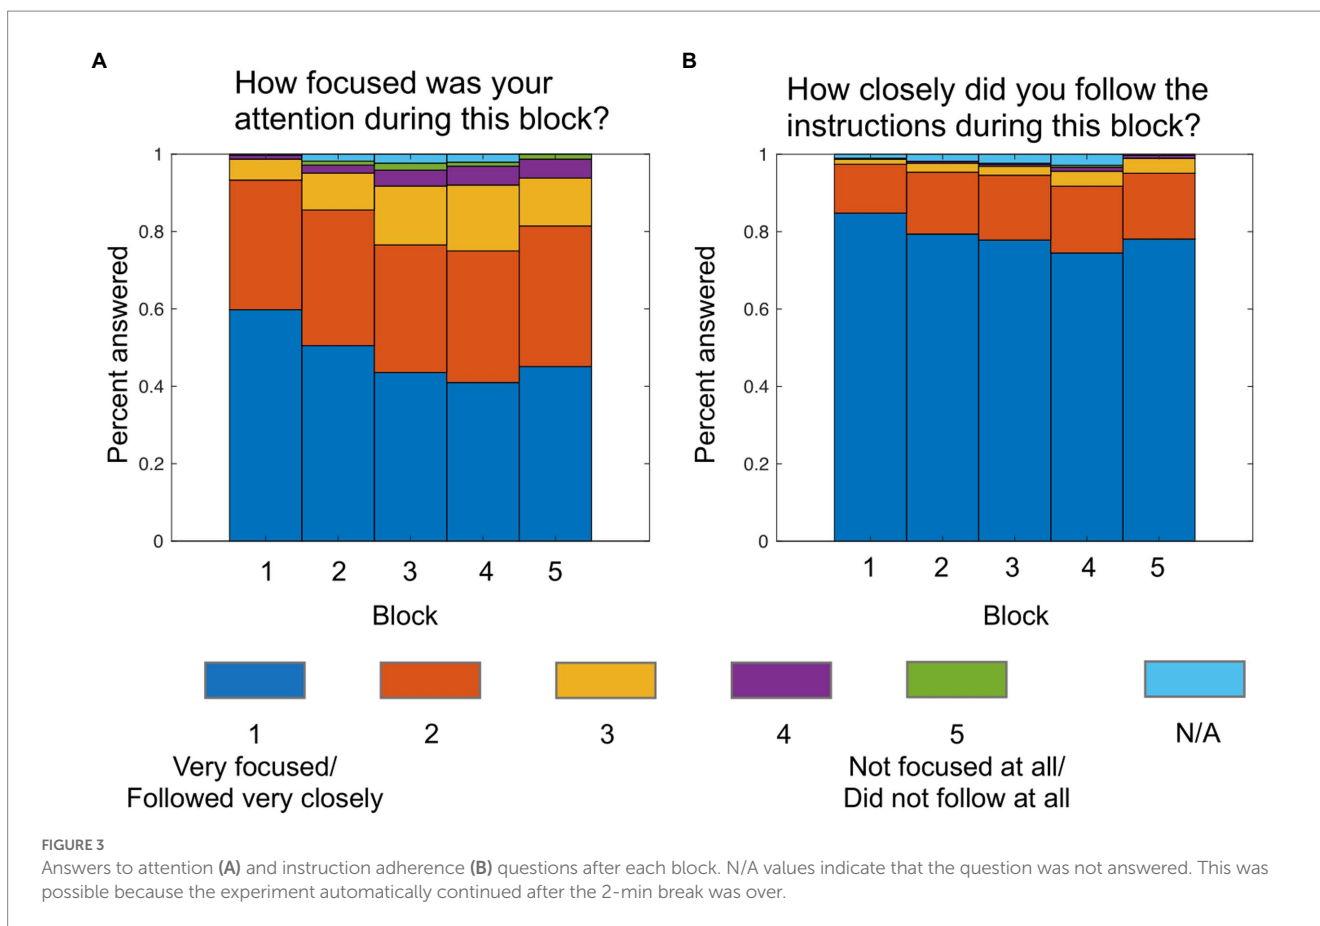 A
How focused was your
attention during this block?
1
0.8
0.6
0.4
0.2
0
Percent answered
1 2 3 4 5
Block
B
How closely did you follow the
instructions during this block?
1
0.8
0.6
0.4
0.2
0
Percent answered
1 2 3 4 5
Block
1 2 3 4 5 N/A
Very focused/
Followed very closely
Not focused at all/
Did not follow at all
FIGURE 3
Answers to attention (A) and instruction adherence (B) questions after each block. N/A values indicate that the question was not answered. This was
possible because the experiment automatically continued after the 2-min break was over.